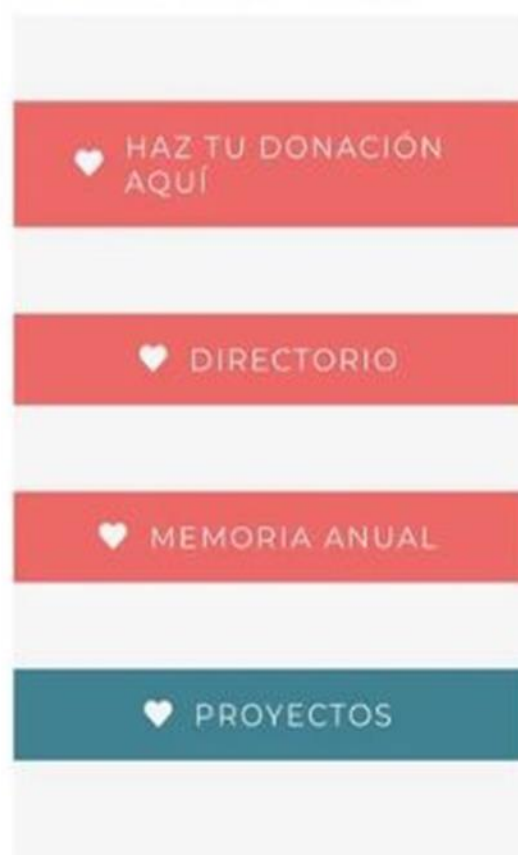 HAZ TU DONACIÓN
AQUÍ
DIRECTORIO
MEMORIA ANUAL
PROYECTOS